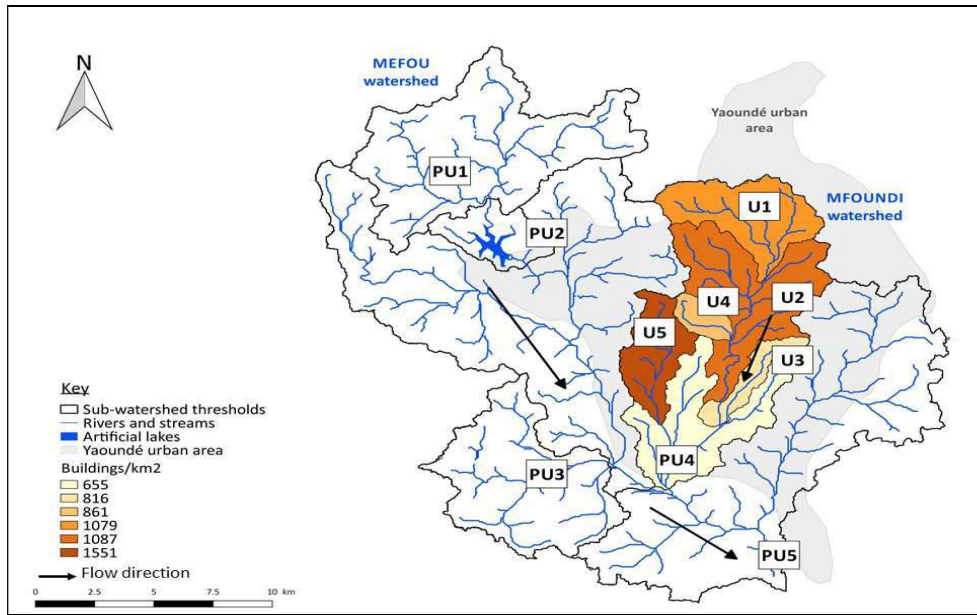 N
MEFOU
watershed
Yaoundé urban
area
PU1
U1
MFOUNDI
watershed
PU2
U4
U2
U5
U3
PU4
PU3
PU5
Key
Sub-watershed thresholds
Rivers and streams
Artificial lakes
Yaoundé urban area
Buildings/km2
655
816
861
1079
1087
1551
Flow direction
0 2.5 5 7.5 10 km